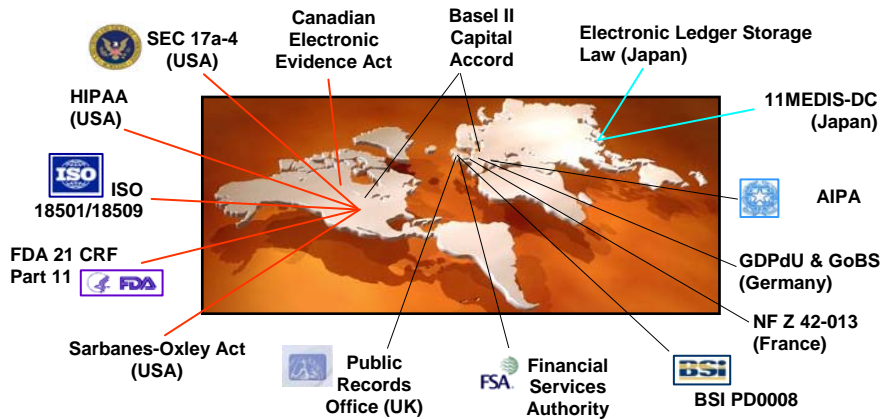 SEC 17a-4
(USA)
Canadian
Electronic
Evidence Act
Basel II
Capital
Accord
Electronic Ledger Storage
Law (Japan)
HIPAA
(USA)
11MEDIS-DC
(Japan)
ISO
ISO
18501/18509
AIPA
FDA 21 CRF
Part 11
FDA
GDPdU & GoBS
(Germany)
NF Z 42-013
(France)
Sarbanes-Oxley Act
(USA)
Public
Records
Office (UK)
FSA
Financial
Services
Authority
BSi
BSI PD0008